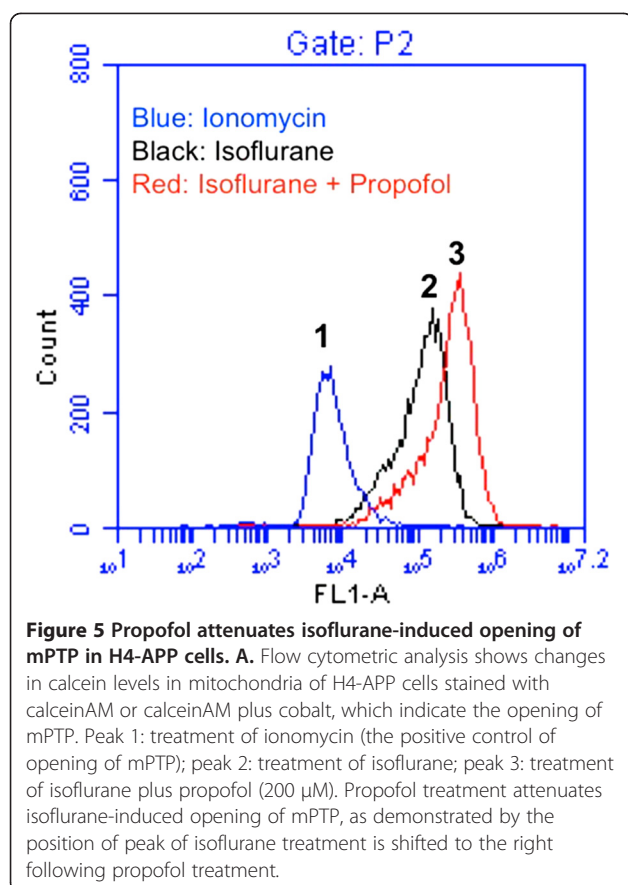 Gate: P2
800
600
400
200
0
Count
Blue: Ionomycin
Black: Isoflurane
Red: Isoflurane + Propofol
1
2
3
10^1 10^2 10^3 10^4 10^5 10^6 10^7.2
FL1-A
Figure 5 Propofol attenuates isoflurane-induced opening of
mPTP in H4-APP cells. A. Flow cytometric analysis shows changes
in calcein levels in mitochondria of H4-APP cells stained with
calceinAM or calceinAM plus cobalt, which indicate the opening of
mPTP. Peak 1: treatment of ionomycin (the positive control of
opening of mPTP); peak 2: treatment of isoflurane; peak 3: treatment
of isoflurane plus propofol (200 μM). Propofol treatment attenuates
isoflurane-induced opening of mPTP, as demonstrated by the
position of peak of isoflurane treatment is shifted to the right
following propofol treatment.